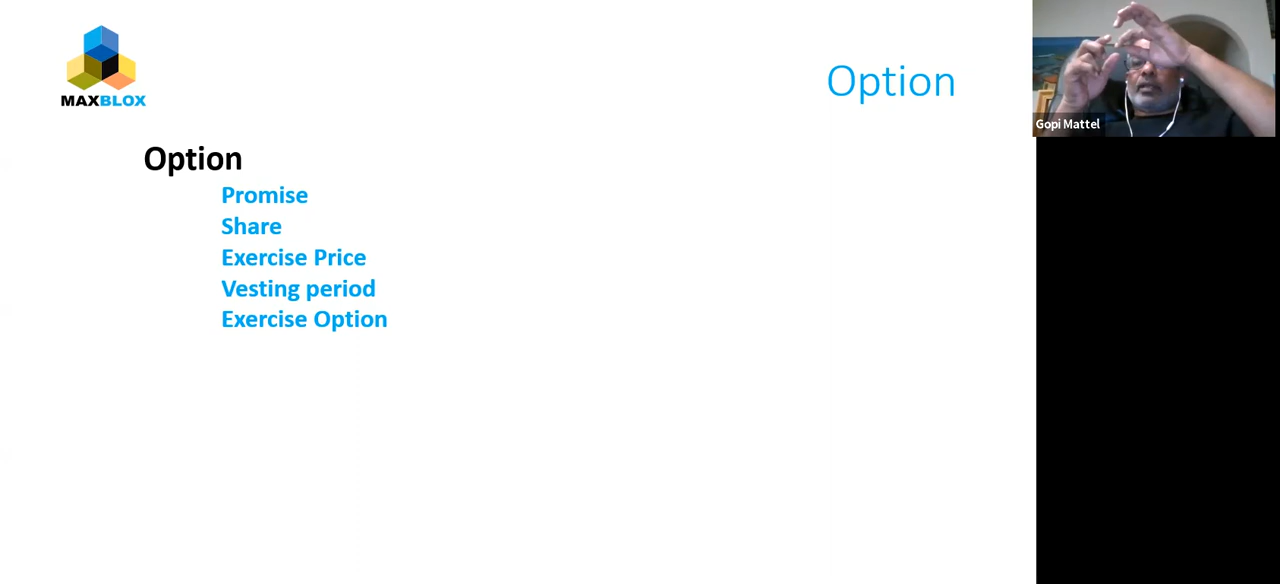 MAXBLOX
Option
Gopi Mattel
Option
Promise
Share
Exercise Price
Vesting period
Exercise Option